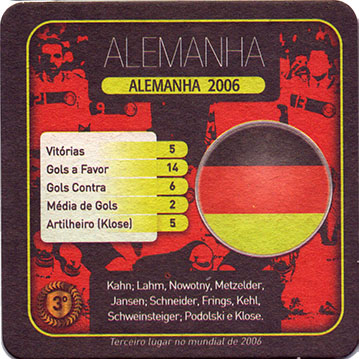 ALEMANHA
ALEMANHA 2006
Vitórias 5
Gols a Favor 14
Gols Contra 6
Média de Gols 2
Artilheiro (Klose) 5
Kahn; Lahm, Nowotny, Metzelder,
Jansen; Schneider, Frings, Kehl,
Schweinsteiger; Podolski e Klose.
3º
Terceiro lugar no mundial de 2006